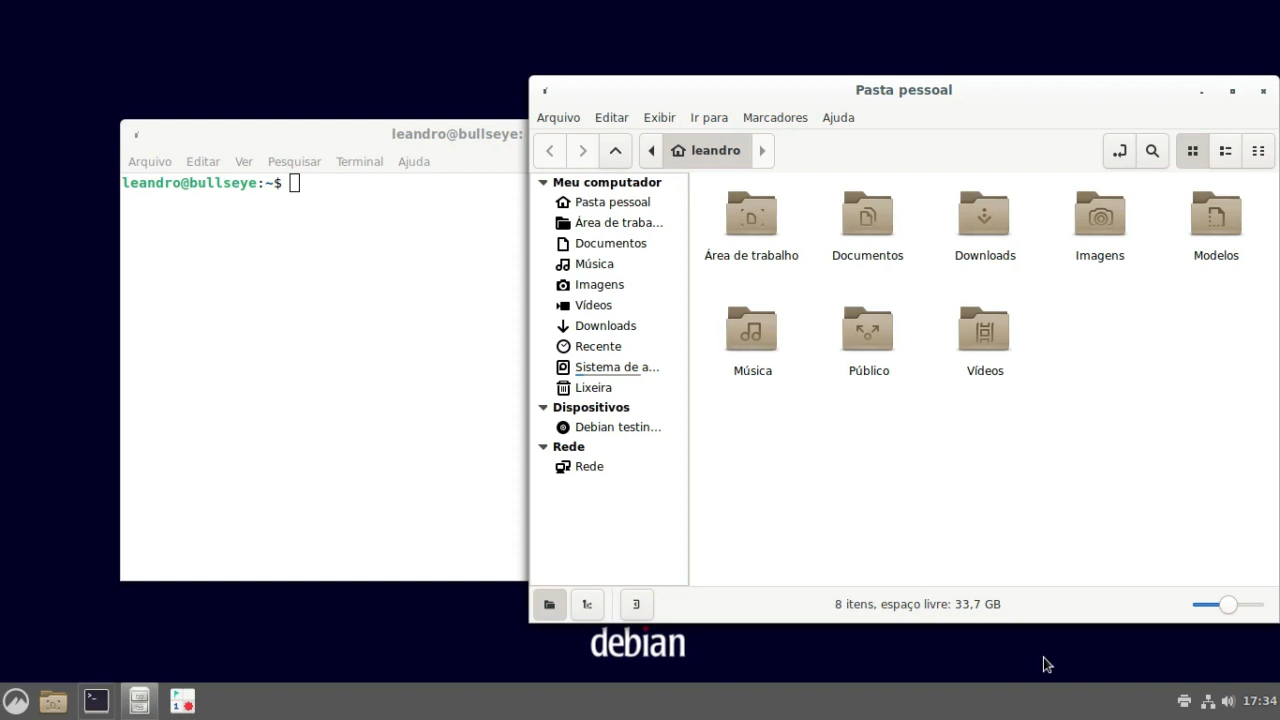 Pasta pessoal
Arquivo Editar Exibir Ir para Marcadores Ajuda
leandro
Meu computador
Pasta pessoal
Área de traba...
Documentos
Música
Imagens
Vídeos
Downloads
Recente
Sistema de a...
Lixeira
Dispositivos
Debian testin...
Rede
Rede
Área de trabalho
Documentos
Downloads
Imagens
Modelos
Música
Público
Vídeos
8 itens, espaço livre: 33,7 GB
leandro@bullseye:
Arquivo Editar Ver Pesquisar Terminal Ajuda
leandro@bullseye:~$
debian
1
17:34